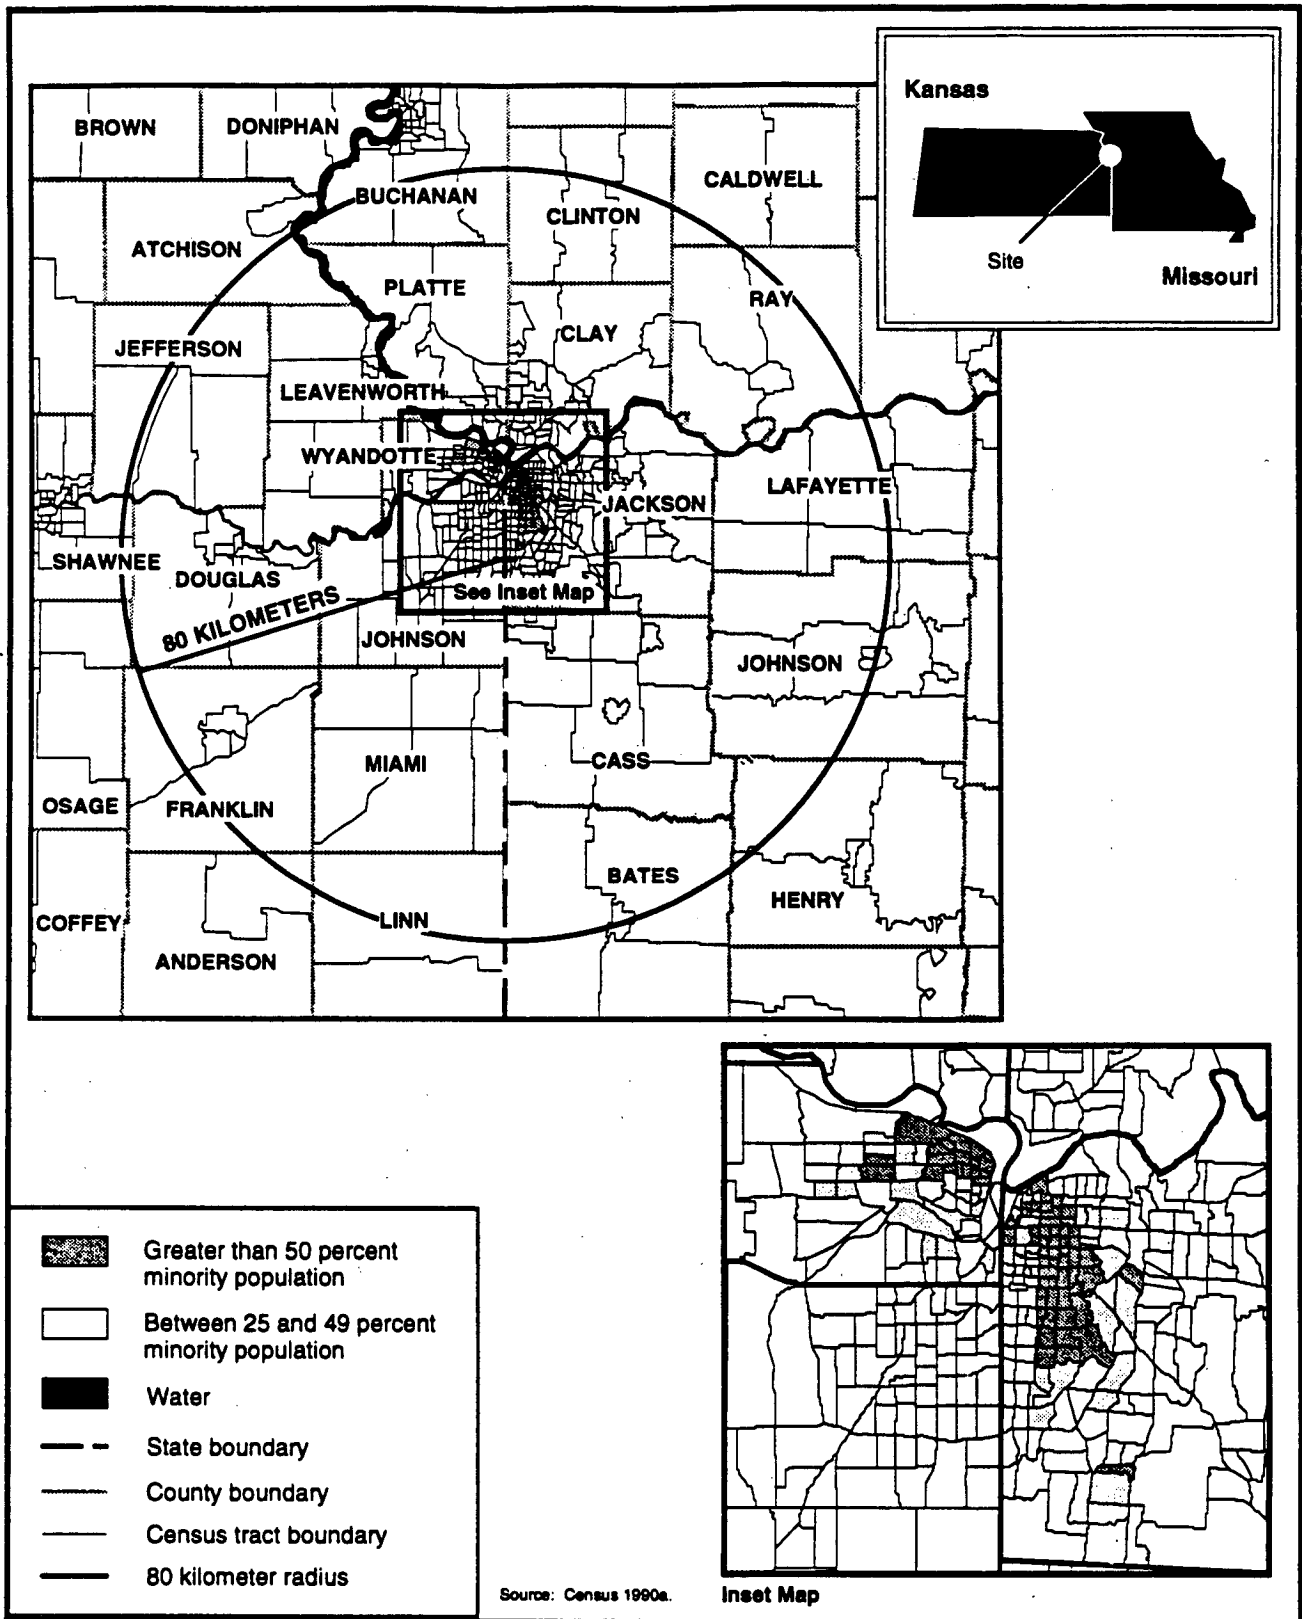 Kansas
Site
Missouri
BROWN
DONIPHAN
BUCHANAN
CALDWELL
CLINTON
ATCHISON
PLATTE
RAY
CLAY
JEFFERSON
LEAVENWORTH
WYANDOTTE
JACKSON
LAFAYETTE
SHAWNEE
DOUGLAS
See Inset Map
80 KILOMETERS
JOHNSON
JOHNSON
CASS
MIAMI
OSAGE
FRANKLIN
BATES
HENRY
COFFEY
LINN
ANDERSON
Greater than 50 percent
minority population
Between 25 and 49 percent
minority population
Water
State boundary
County boundary
Census tract boundary
80 kilometer radius
Source: Census 1990a.
Inset Map